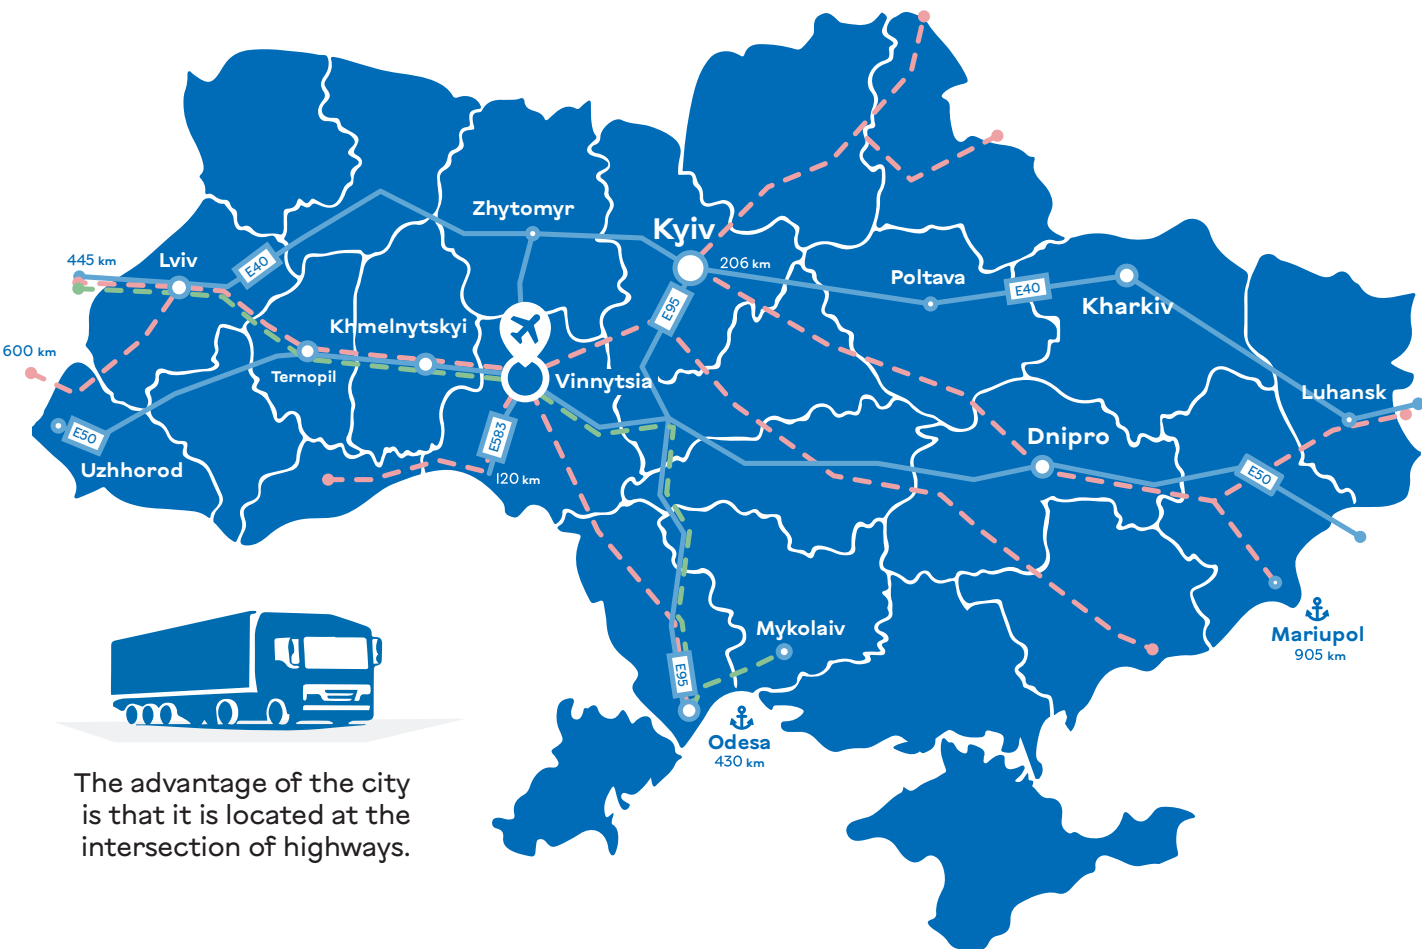 Zhytomyr
Kyiv
445 km
Lviv
E40
206 km
Poltava
E40
Kharkiv
E95
Khmelnytskyi
600 km
Ternopil
Vinnytsia
Luhansk
E50
Uzhhorod
E583
120 km
Dnipro
E50
Mykolaiv
Mariupol
905 km
E95
Odesa
430 km
The advantage of the city
is that it is located at the
intersection of highways.